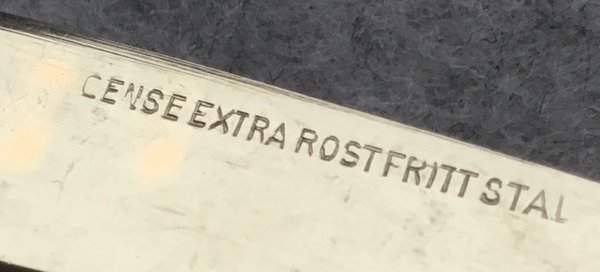 CENSE EXTRA ROSTFRITT STAL